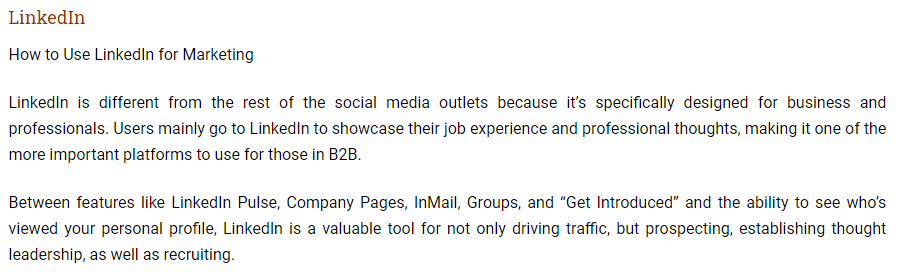 LinkedIn
How to Use LinkedIn for Marketing
LinkedIn is different from the rest of the social media outlets because it’s specifically designed for business and
professionals. Users mainly go to LinkedIn to showcase their job experience and professional thoughts, making it one of the
more important platforms to use for those in B2B.
Between features like LinkedIn Pulse, Company Pages, InMail, Groups, and “Get Introduced” and the ability to see who’s
viewed your personal profile, LinkedIn is a valuable tool for not only driving traffic, but prospecting, establishing thought
leadership, as well as recruiting.